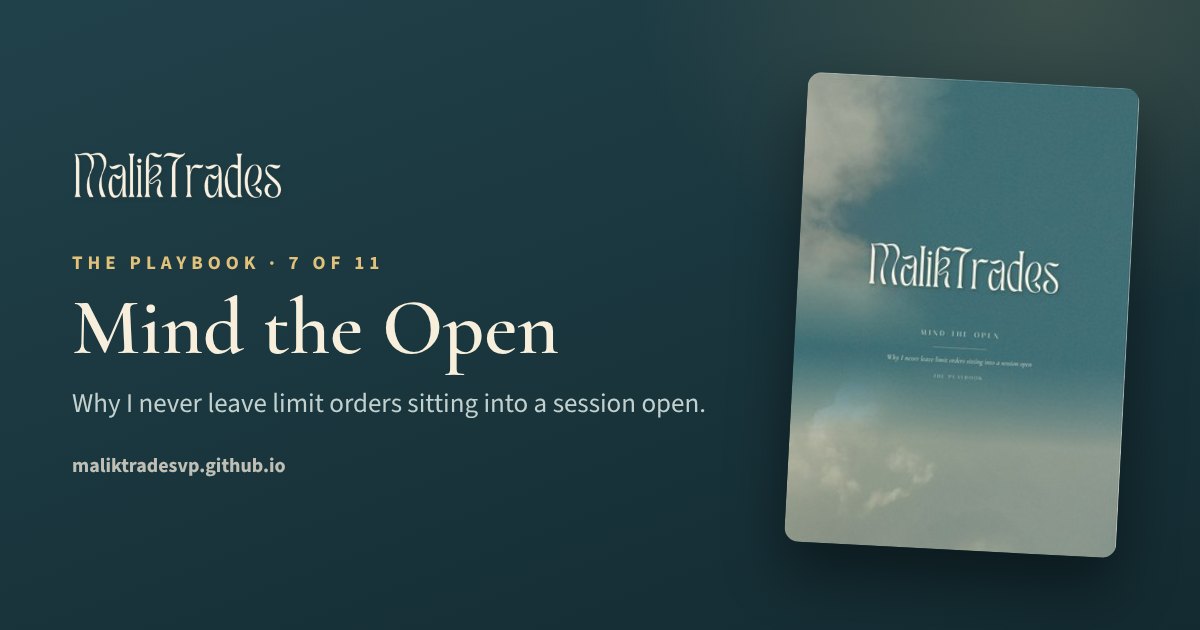 MalikTrades
THE PLAYBOOK · 7 OF 11
Mind the Open
Why I never leave limit orders sitting into a session open.
maliktradesvp.github.io
MalikTrades
MIND THE OPEN
Why I never leave limit orders sitting into a session open
THE PLAYBOOK